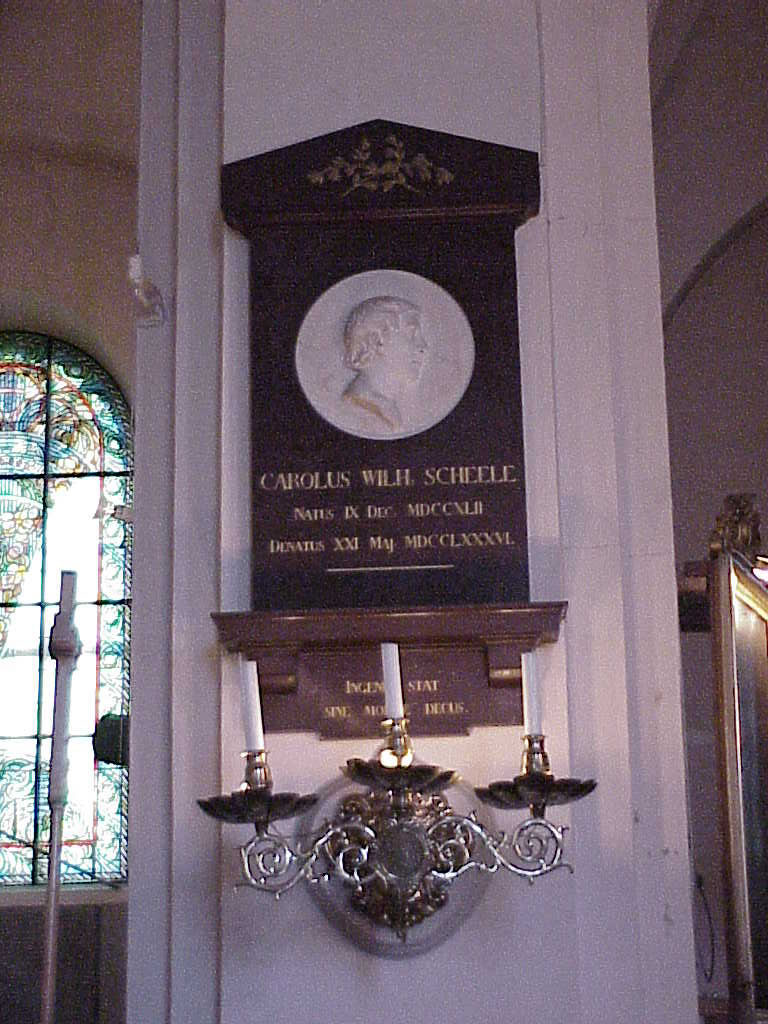 CAROLUS WILH. SCHEELE
NATUS IX DEC. MDCCXLII
DENATUS XXI MAJ. MDCCLXXXVI.
STAT
SINE DECUS.